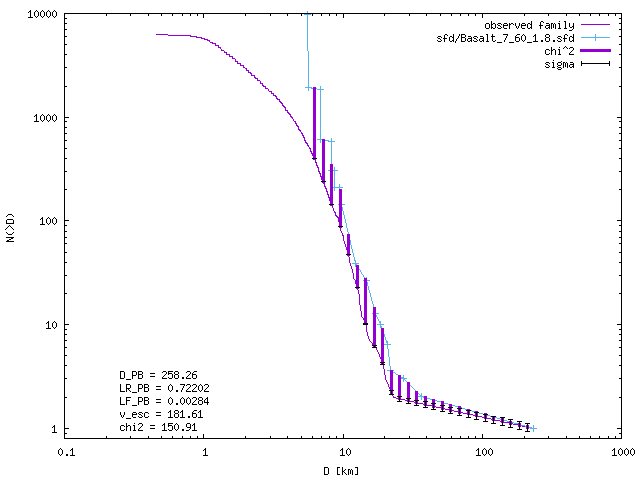 10000
1000
100
10
1
0.1
1
10
100
1000
N(>D)
D [km]
observed family
sfd/Basalt_7_60_1.8.sfd
chi^2
sigma
D_PB = 258.26
LR_PB = 0.72202
LF_PB = 0.00284
v_esc = 181.61
chi2 = 150.91